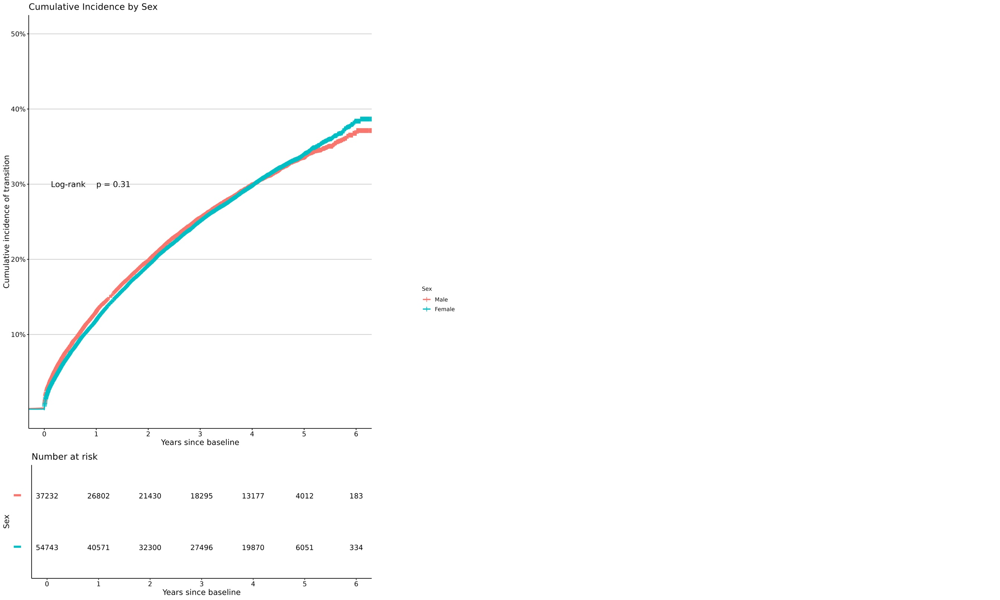 Cumulative Incidence by Sex
Cumulative incidence of transition
50%
40%
30%
20%
10%
Log-rank p = 0.31
0 1 2 3 4 5 6
Years since baseline
Sex
Male
Female
Number at risk
Sex
37232 26802 21430 18295 13177 4012 183
54743 40571 32300 27496 19870 6051 334
0 1 2 3 4 5 6
Years since baseline